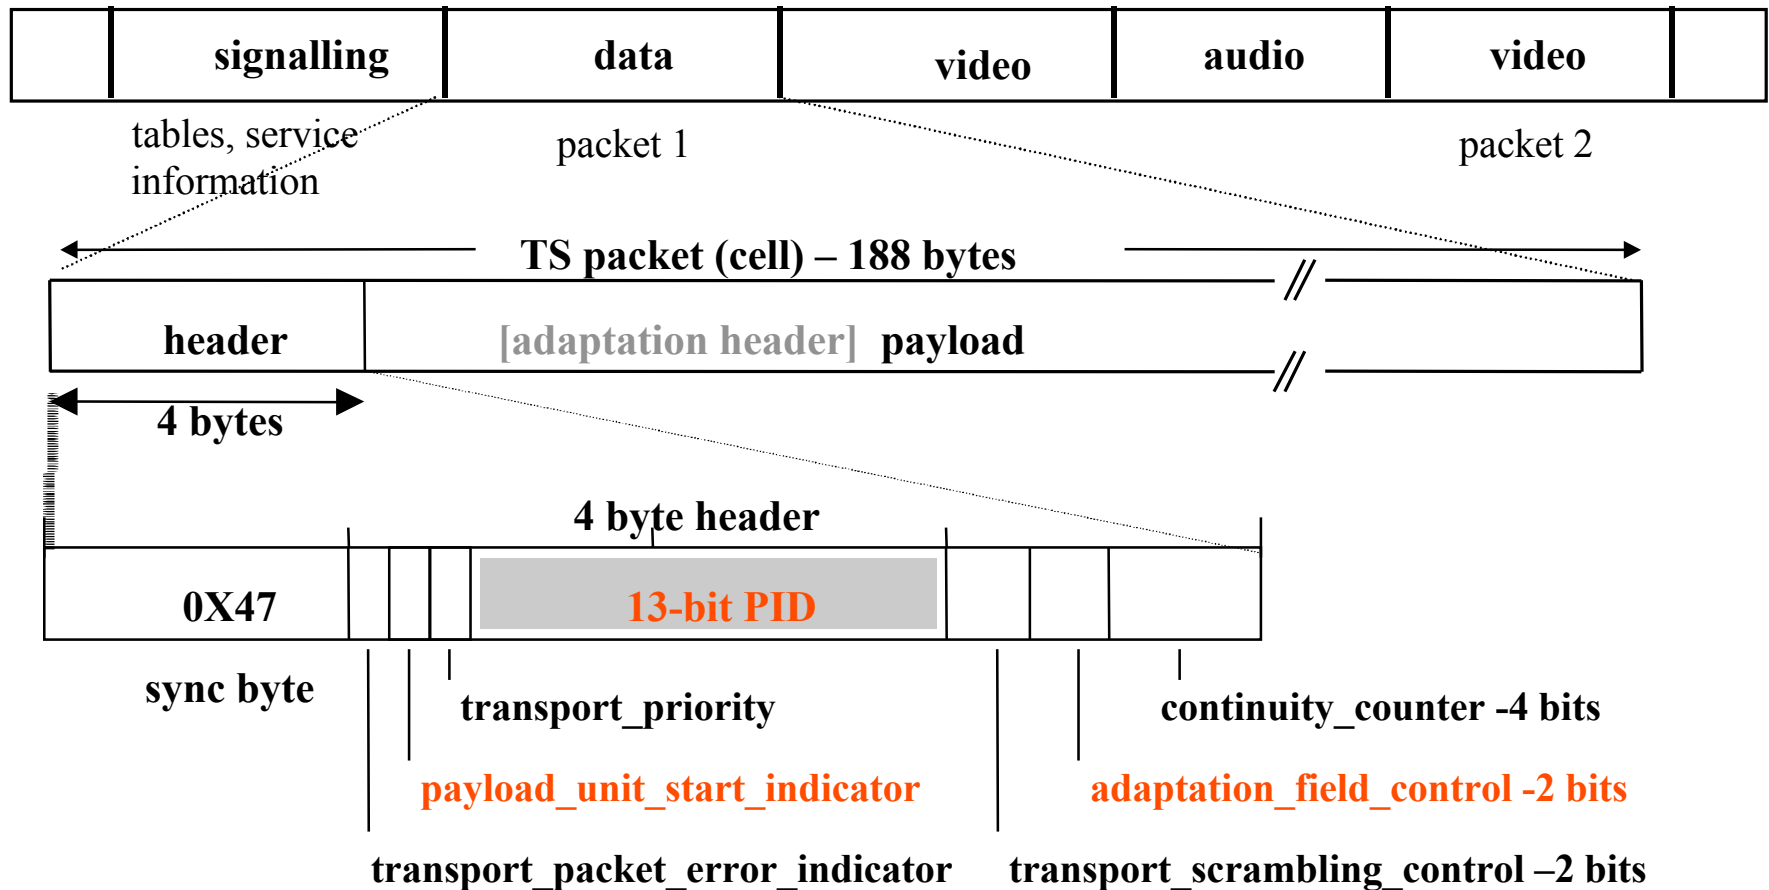 signalling
data
video
audio
video
tables, service
information
packet 1
packet 2
TS packet (cell) – 188 bytes
header
[adaptation header] payload
4 bytes
4 byte header
0X47
13-bit PID
sync byte
transport_priority
continuity_counter -4 bits
payload_unit_start_indicator
adaptation_field_control -2 bits
transport_packet_error_indicator
transport_scrambling_control –2 bits